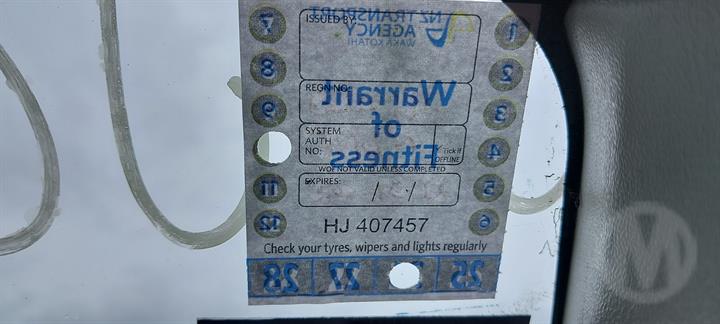 ISSUED BY
NZ TRANSPORT
AGENCY
WAKA KOTAHI
7 1
8 2
REGN NO:
Warrant
9 3
of
SYSTEM
AUTH
NO:
Tick if
OFFLINE
4
Fitness
WOF NOT VALID UNLESS COMPLETED
11 EXPIRES: / / 5
12 HJ 407457 6
Check your tyres, wipers and lights regularly
28 27 25
W